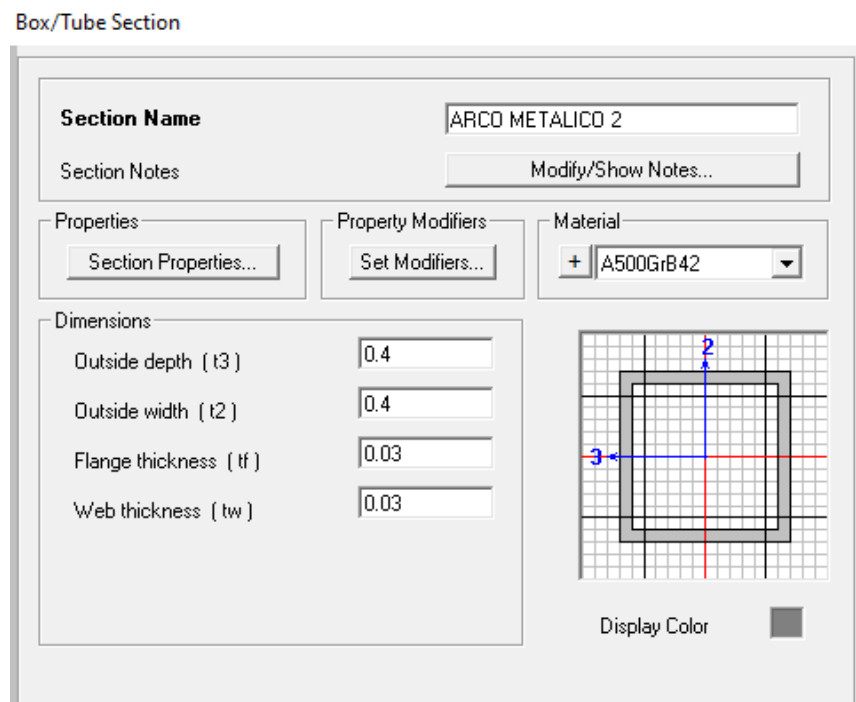 Box/Tube Section
Section Name
ARCO METALICO 2
Section Notes
Modify/Show Notes...
Properties
Section Properties...
Property Modifiers
Set Modifiers...
Material
+ A500GrB42
Dimensions
Outside depth ( t3 )
0.4
Outside width ( t2 )
0.4
Flange thickness ( tf )
0.03
Web thickness ( tw )
0.03
2
3
Display Color